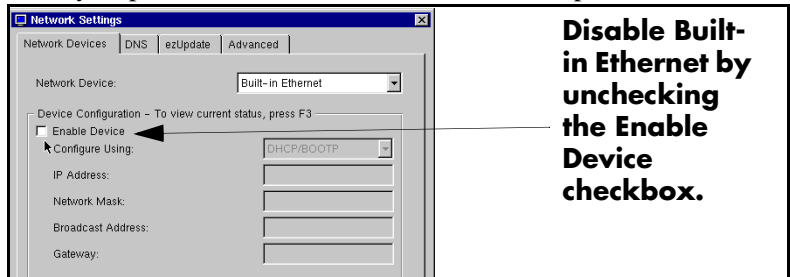 Network Settings
Network Devices DNS ezUpdate Advanced
Network Device: Built-in Ethernet
Device Configuration - To view current status, press F3
Enable Device
Configure Using: DHCP/BOOTP
IP Address:
Network Mask:
Broadcast Address:
Gateway:
Disable Built-
in Ethernet by
unchecking
the Enable
Device
checkbox.